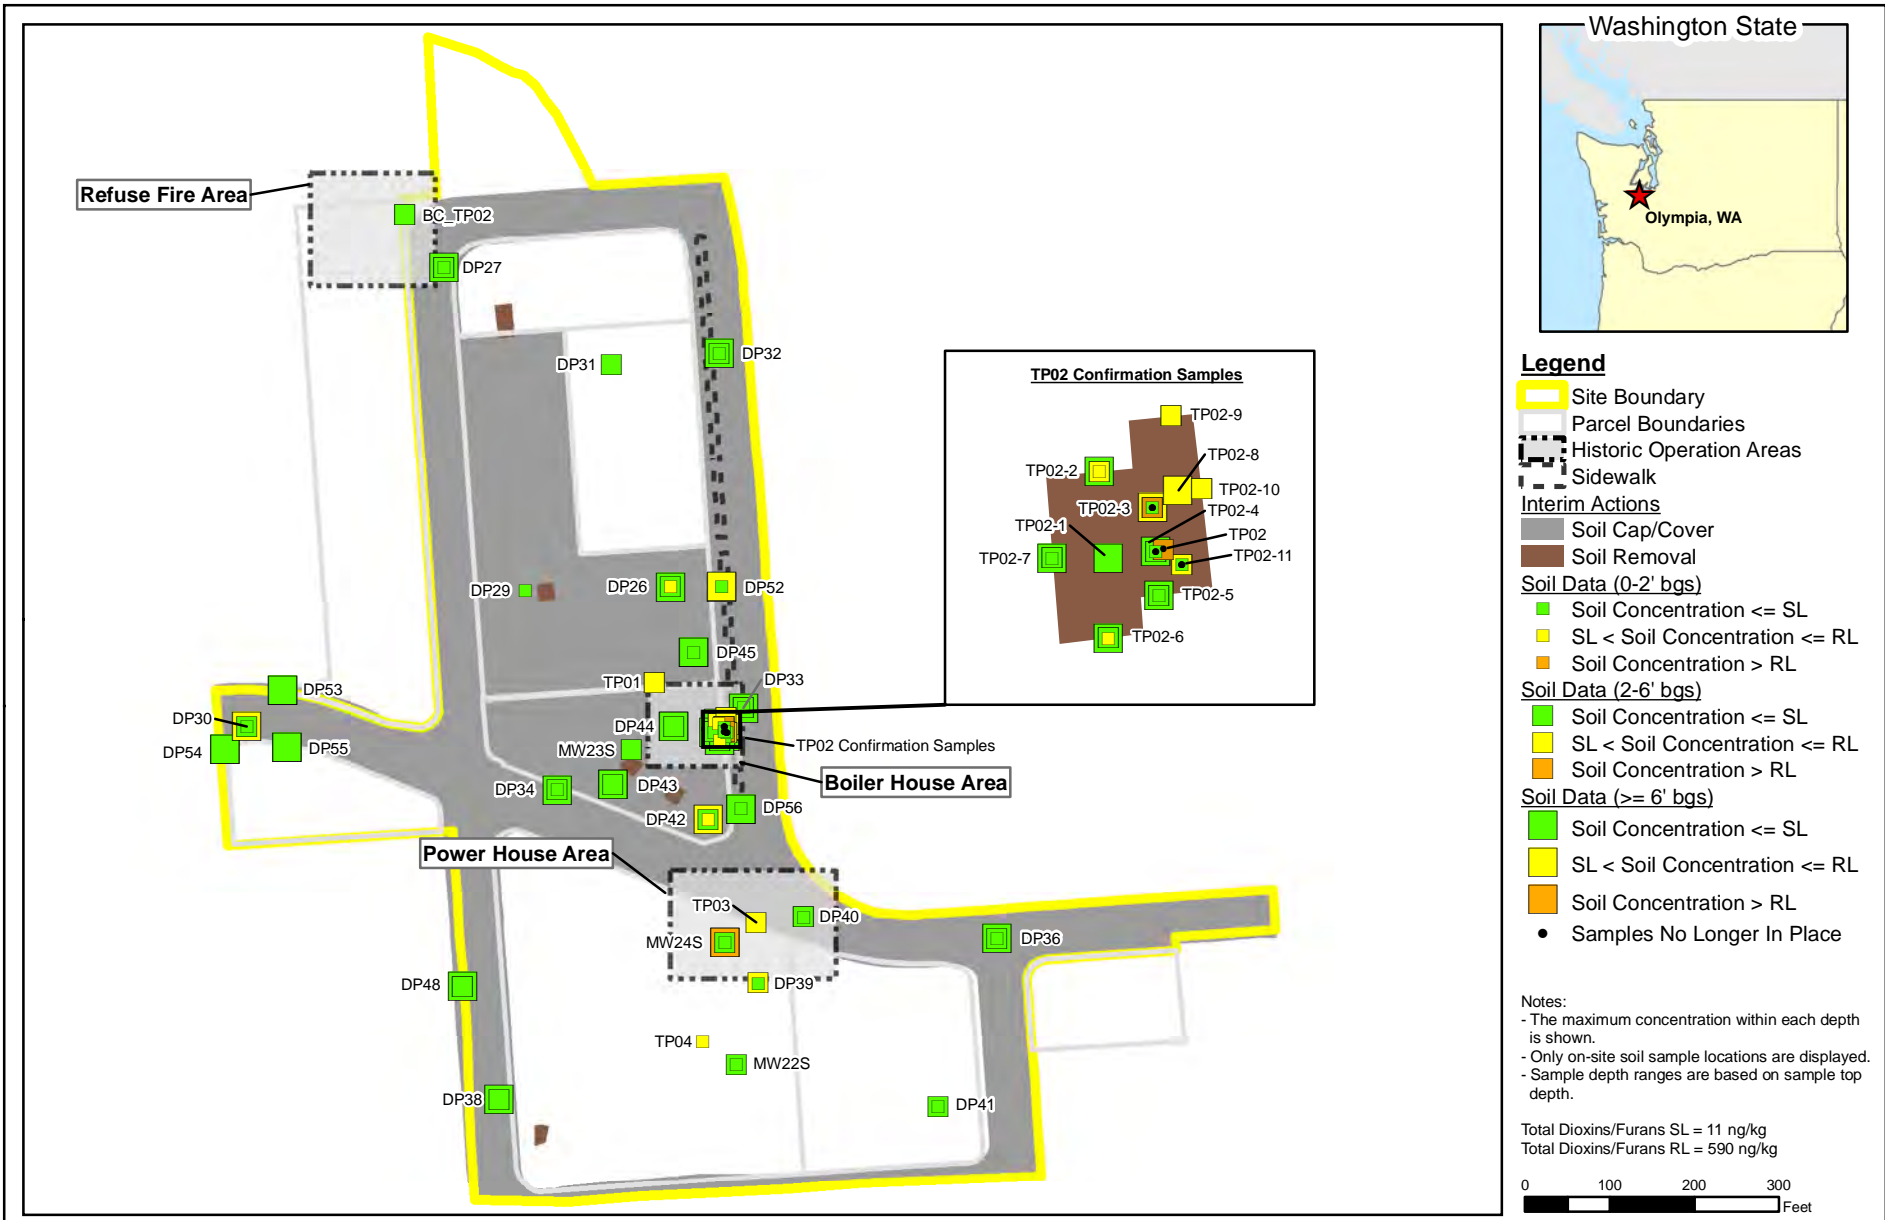 Washington State
Olympia, WA
Refuse Fire Area
BC_TP02
DP27
DP31
DP32
TP02 Confirmation Samples
TP02-9
TP02-8
TP02-2
TP02-10
TP02-3
TP02-4
TP02-1
TP02
TP02-7
TP02-11
TP02-5
TP02-6
DP29
DP26
DP52
DP45
DP33
TP01
DP53
DP30
DP54
DP55
DP44
MW23S
TP02 Confirmation Samples
Boiler House Area
DP34
DP43
DP56
DP42
Power House Area
TP03
DP40
MW24S
DP36
DP39
DP48
TP04
MW22S
DP38
DP41
Legend
Site Boundary
Parcel Boundaries
Historic Operation Areas
Sidewalk
Interim Actions
Soil Cap/Cover
Soil Removal
Soil Data (0-2' bgs)
Soil Concentration <= SL
SL < Soil Concentration <= RL
Soil Concentration > RL
Soil Data (2-6' bgs)
Soil Concentration <= SL
SL < Soil Concentration <= RL
Soil Concentration > RL
Soil Data (>= 6' bgs)
Soil Concentration <= SL
SL < Soil Concentration <= RL
Soil Concentration > RL
Samples No Longer In Place
Notes:
- The maximum concentration within each depth
is shown.
- Only on-site soil sample locations are displayed.
- Sample depth ranges are based on sample top
depth.
Total Dioxins/Furans SL = 11 ng/kg
Total Dioxins/Furans RL = 590 ng/kg
0 100 200 300
Feet